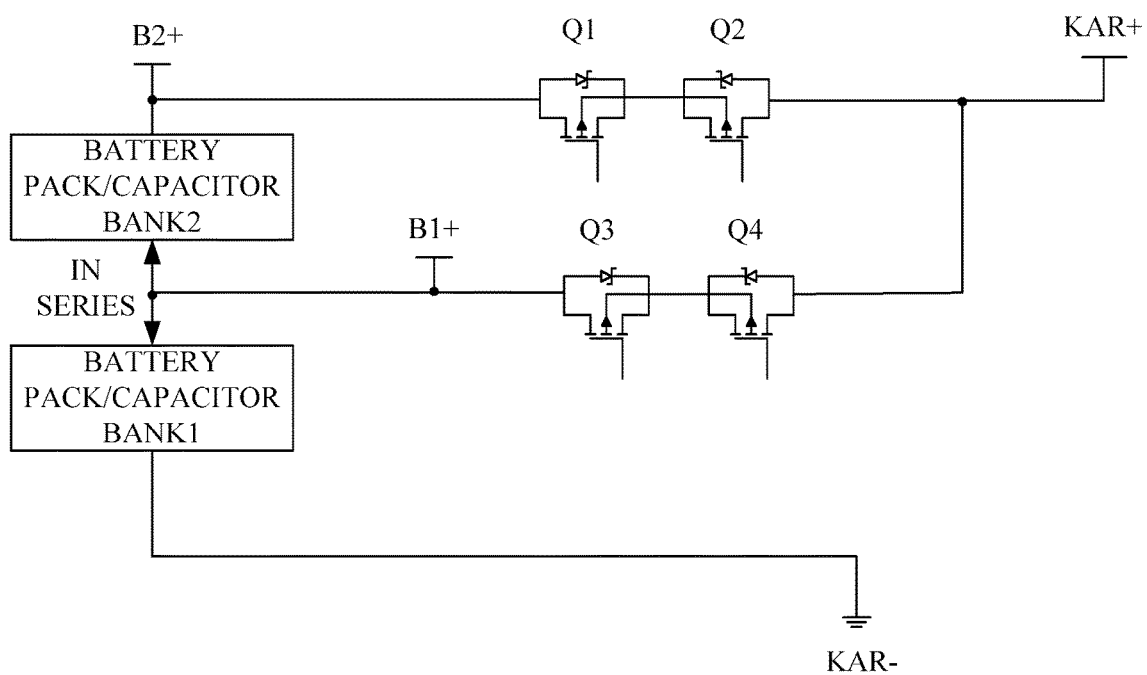 B2+
Q1
Q2
KAR+
BATTERY
PACK/CAPACITOR
BANK2
IN
SERIES
B1+
Q3
Q4
BATTERY
PACK/CAPACITOR
BANK1
KAR-